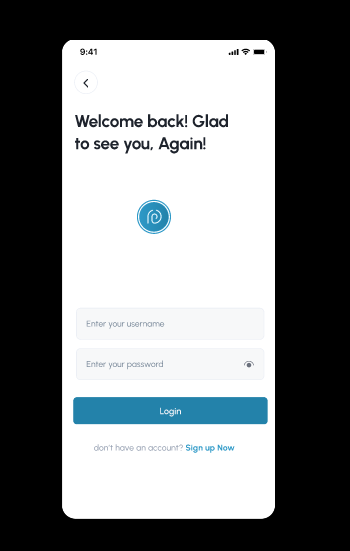 9:41
Welcome back! Glad
to see you, Again!
Enter your username
Enter your password
Login
don't have an account? Sign up Now